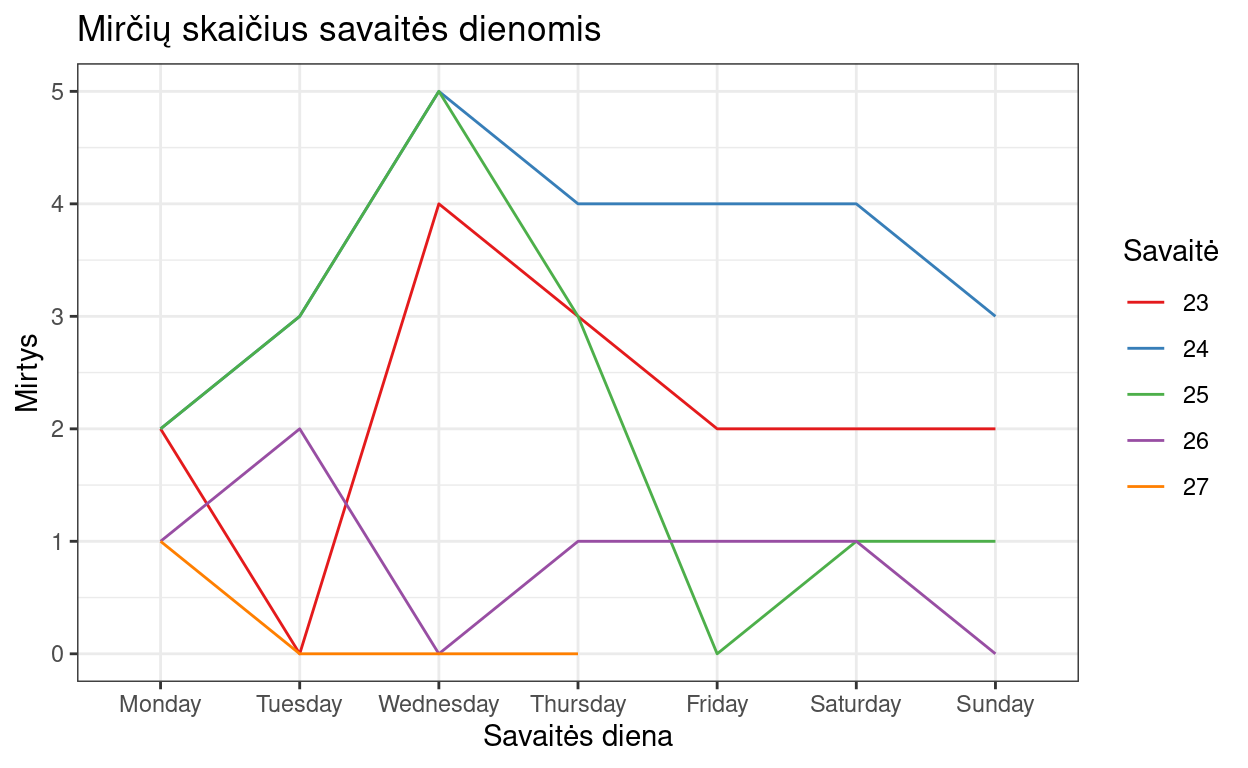 Mirčių skaičius savaitės dienomis
5
4
3
2
1
0
Mirtys
Monday Tuesday Wednesday Thursday Friday Saturday Sunday
Savaitės diena
Savaitė
23
24
25
26
27